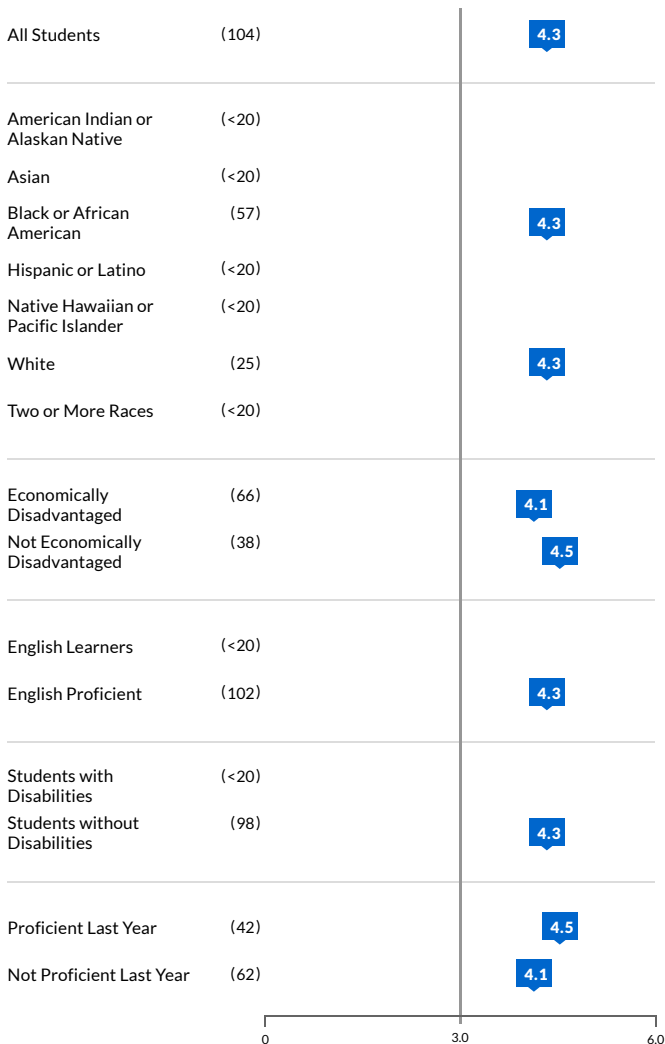 All Students (104) 4.3
American Indian or (<20)
Alaskan Native
Asian (<20)
Black or African (57) 4.3
American
Hispanic or Latino (<20)
Native Hawaiian or (<20)
Pacific Islander
White (25) 4.3
Two or More Races (<20)
Economically (66) 4.1
Disadvantaged
Not Economically (38) 4.5
Disadvantaged
English Learners (<20)
English Proficient (102) 4.3
Students with (<20)
Disabilities
Students without (98) 4.3
Disabilities
Proficient Last Year (42) 4.5
Not Proficient Last Year (62) 4.1
0 3.0 6.0